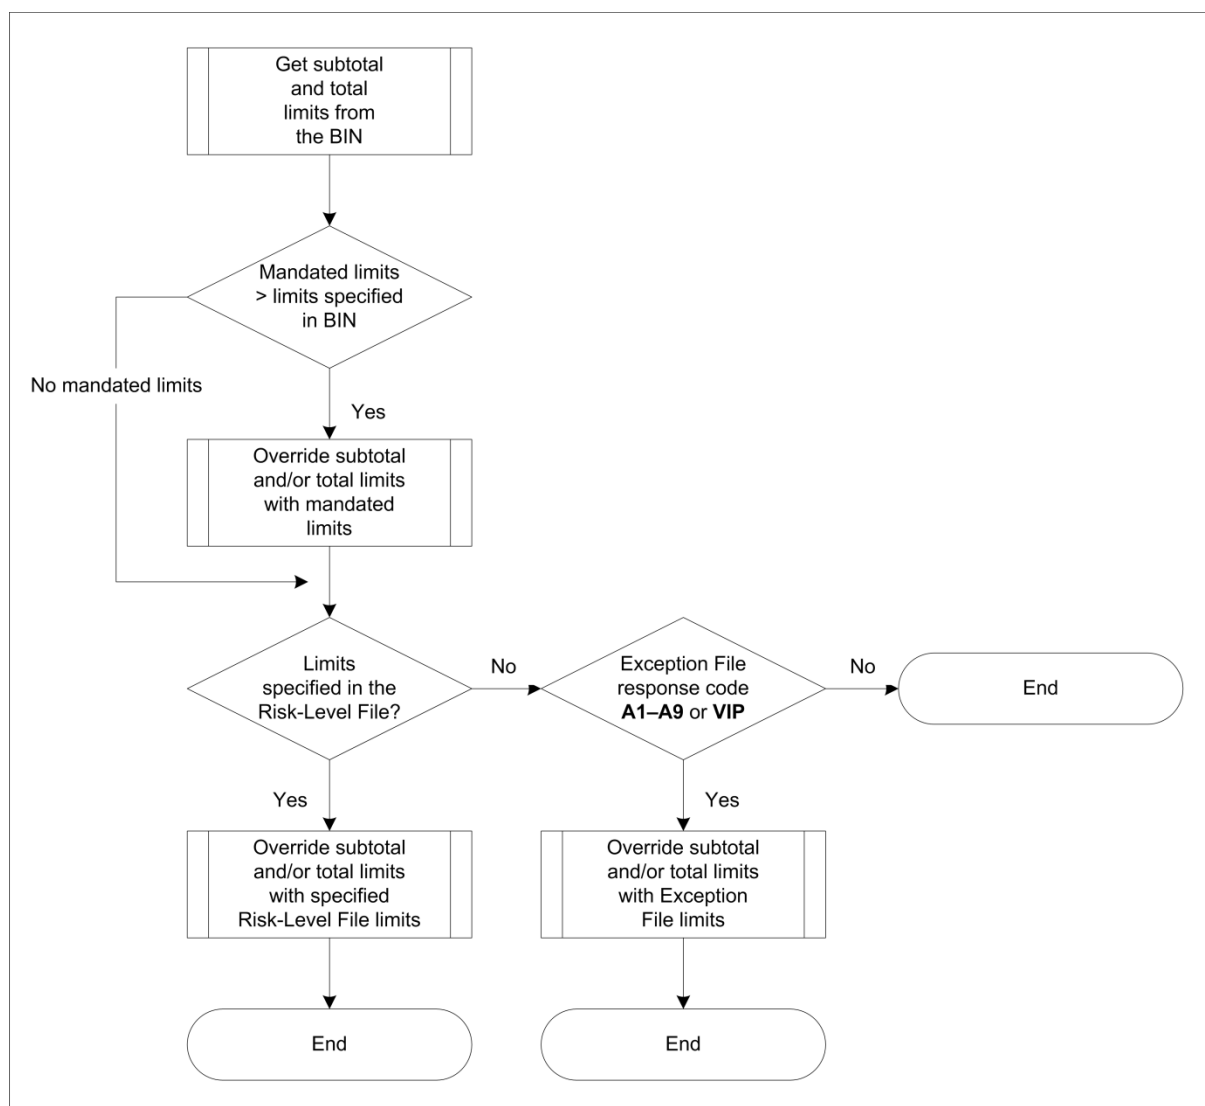 Get subtotal
and total
limits from
the BIN
Mandated limits
> limits specified
in BIN
No mandated limits
Yes
Override subtotal
and/or total limits
with mandated
limits
Limits
specified in the
Risk-Level File?
No
Exception File
response code
A1–A9 or VIP
No
End
Yes
Yes
Override subtotal
and/or total limits
with specified
Risk-Level File limits
Override subtotal
and/or total limits
with Exception
File limits
End
End